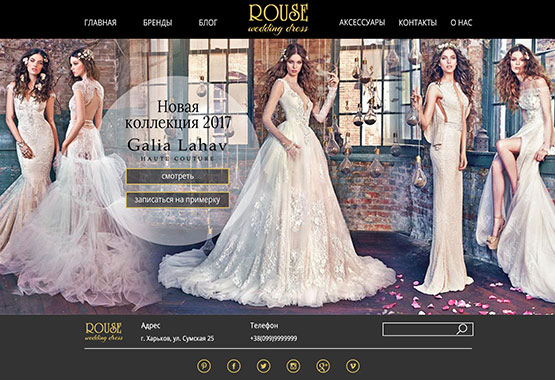 ГЛАВНАЯ БРЕНДЫ БЛОГ ROUSE АКСЕССУАРЫ КОНТАКТЫ О НАС
wedding dress
Новая
коллекция 2017
Galia Lahav
HAUTE COUTURE
смотреть
записаться на примерку
ROUSE Адрес Телефон
wedding dress г. Харьков, ул. Сумская 25 +38(099)9999999